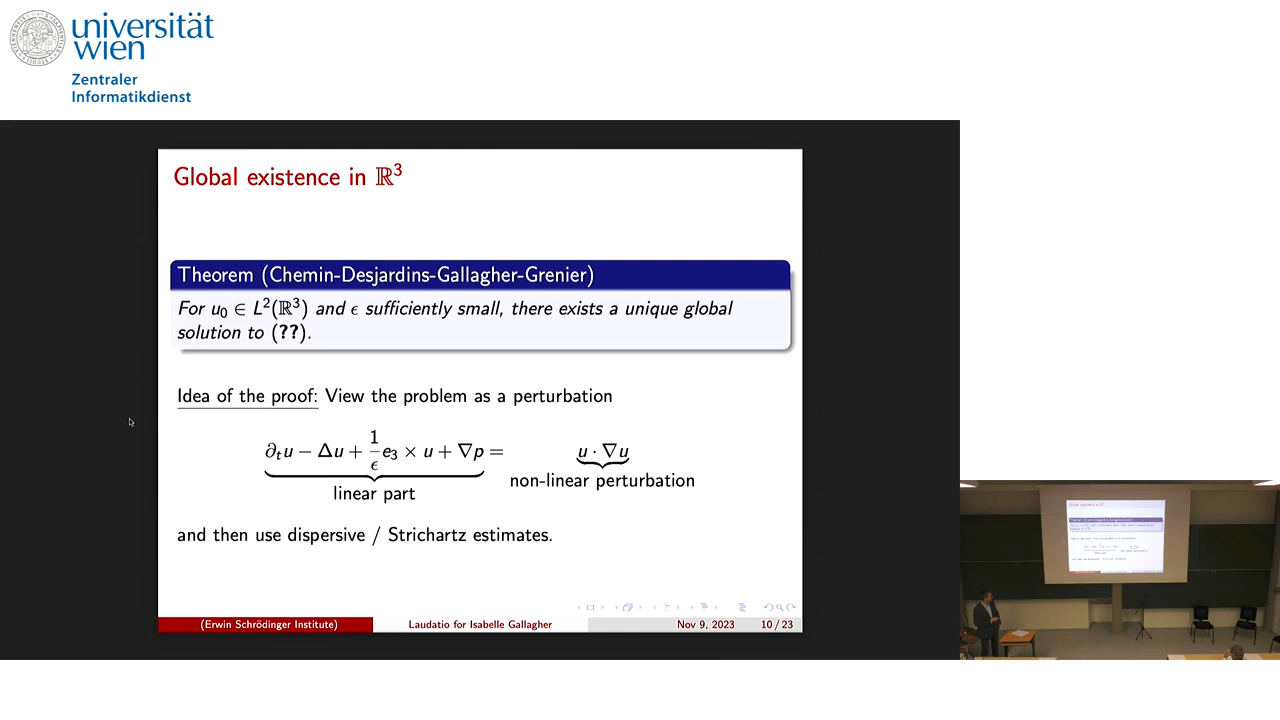 universität
wien
Zentraler
Informatikdienst
Global existence in ℝ³
Theorem (Chemin-Desjardins-Gallagher-Grenier)
For u₀ ∈ L²(ℝ³) and ϵ sufficiently small, there exists a unique global
solution to (??).
Idea of the proof: View the problem as a perturbation
∂ₜu − Δu + 1/ϵ e₃ × u + ∇p = u · ∇u
linear part
non-linear perturbation
and then use dispersive / Strichartz estimates.
(Erwin Schrödinger Institute) Laudatio for Isabelle Gallagher Nov 9, 2023 10 / 23